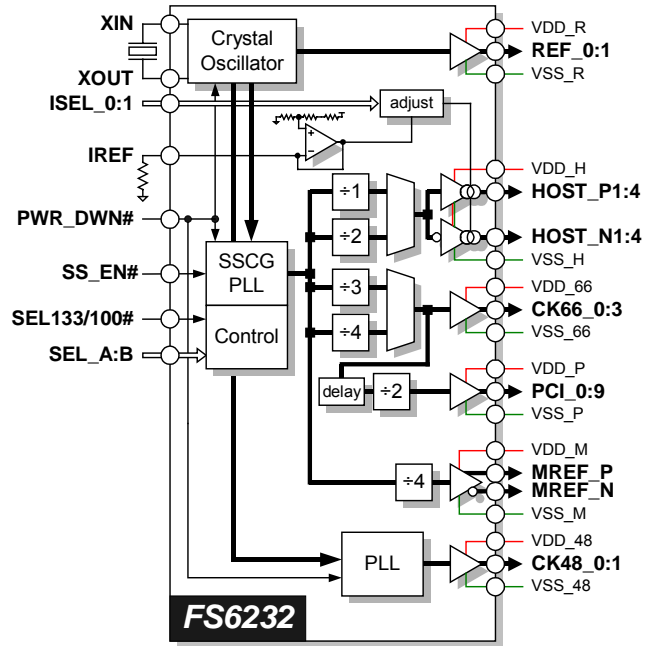 XIN
Crystal
Oscillator
VDD_R
REF_0:1
VSS_R
XOUT
ISEL_0:1
adjust
+
−
IREF
VDD_H
HOST_P1:4
÷1
PWR_DWN#
÷2
HOST_N1:4
VSS_H
SS_EN#
SSCG
PLL
÷3
VDD_66
CK66_0:3
VSS_66
SEL133/100#
Control
÷4
SEL_A:B
VDD_P
delay
÷2
PCI_0:9
VSS_P
VDD_M
MREF_P
÷4
MREF_N
VSS_M
VDD_48
PLL
CK48_0:1
VSS_48
FS6232